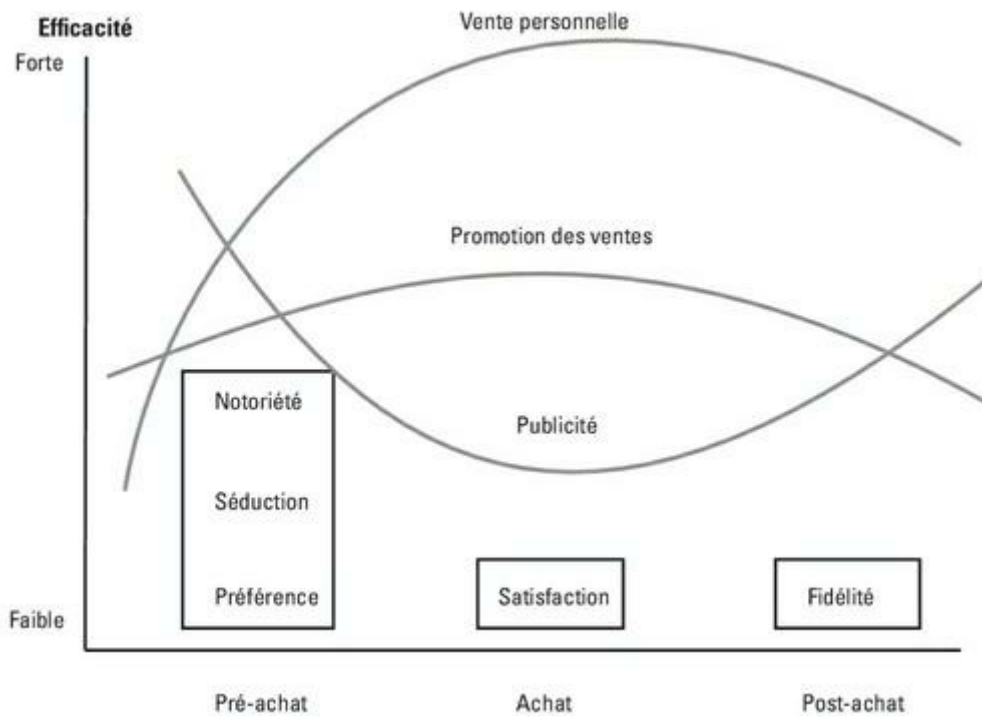 Efficacité
Vente personnelle
Forte
Promotion des ventes
Notoriété
Publicité
Séduction
Préférence
Satisfaction
Fidélité
Faible
Pré-achat
Achat
Post-achat